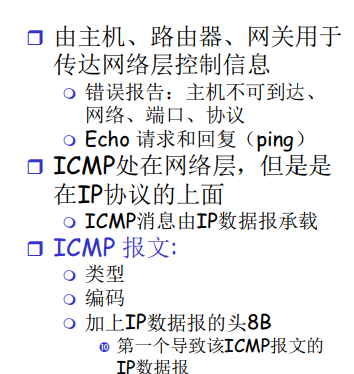 由主机、路由器、网关用于
传达网络层控制信息
错误报告：主机不可到达、
网络、端口、协议
Echo 请求和回复（ping）
ICMP处在网络层，但是是
在IP协议的上面
ICMP消息由IP数据报承载
ICMP 报文:
类型
编码
加上IP数据报的头8B
第一个导致该ICMP报文的
IP数据报